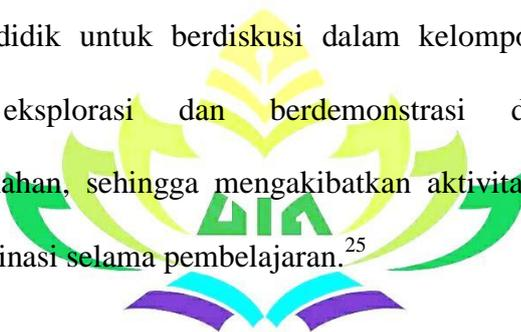 didik untuk berdiskusi dalam kelompo
eksplorasi dan berdemonstrasi d
ahan, sehingga mengakibatkan aktivita
UIN
inasi selama pembelajaran.25